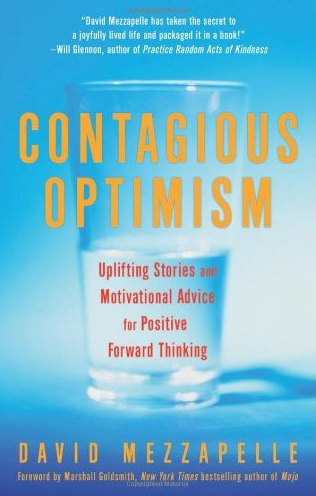 "David Mezzapelle has taken the secret to
a joyfully lived life and packaged it in a book!"
–Will Glennon, author of Practice Random Acts of Kindness
CONTAGIOUS
OPTIMISM
Uplifting Stories and
Motivational Advice
for Positive
Forward Thinking
DAVID MEZZAPELLE
Foreword by Marshall Goldsmith, New York Times bestselling author of Mojo
Copyrighted Material